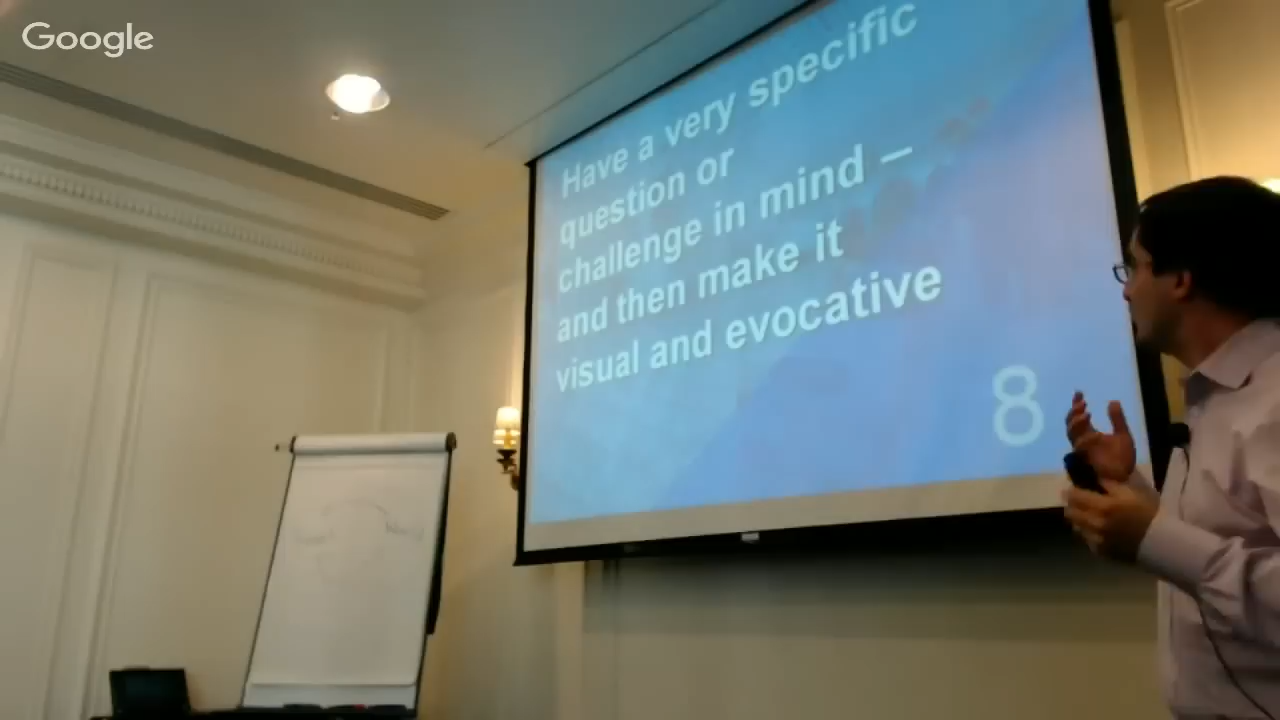 Google
Have a very specific
question or
challenge in mind –
and then make it
visual and evocative
8